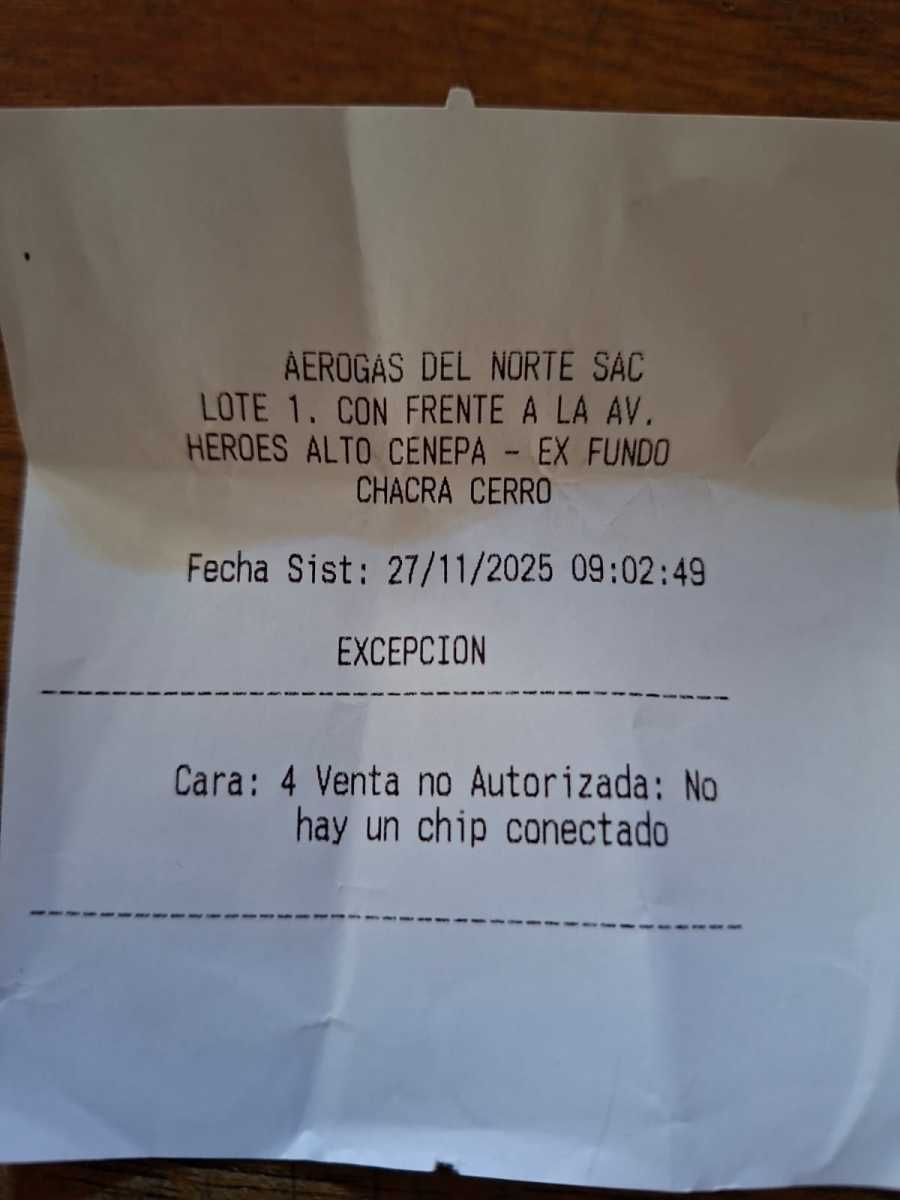 AEROGAS DEL NORTE SAC
LOTE 1. CON FRENTE A LA AV.
HEROES ALTO CENEPA - EX FUNDO
CHACRA CERRO
Fecha Sist: 27/11/2025 09:02:49
EXCEPCION
Cara: 4 Venta no Autorizada: No
hay un chip conectado